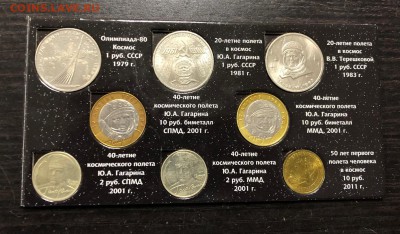 COINS.SU
Олимпиада-80
Космос
1 руб. СССР
1979 г.
20-летие полета
в космос
Ю.А. Гагарина
1 руб. СССР
1981 г.
20-летие полета
в космос
В.В. Терешковой
1 руб. СССР
1983 г.
40-летие
космического полета
Ю.А. Гагарина
10 руб. биметалл
СПМД, 2001 г.
40-летие
космического полета
Ю.А. Гагарина
10 руб. биметалл
ММД, 2001 г.
40-летие
космического полета
Ю.А. Гагарина
2 руб. СПМД
2001 г.
40-летие
космического полета
Ю.А. Гагарина
2 руб. ММД
2001 г.
50 лет первого
полета человека
в космос
10 руб.
2011 г.